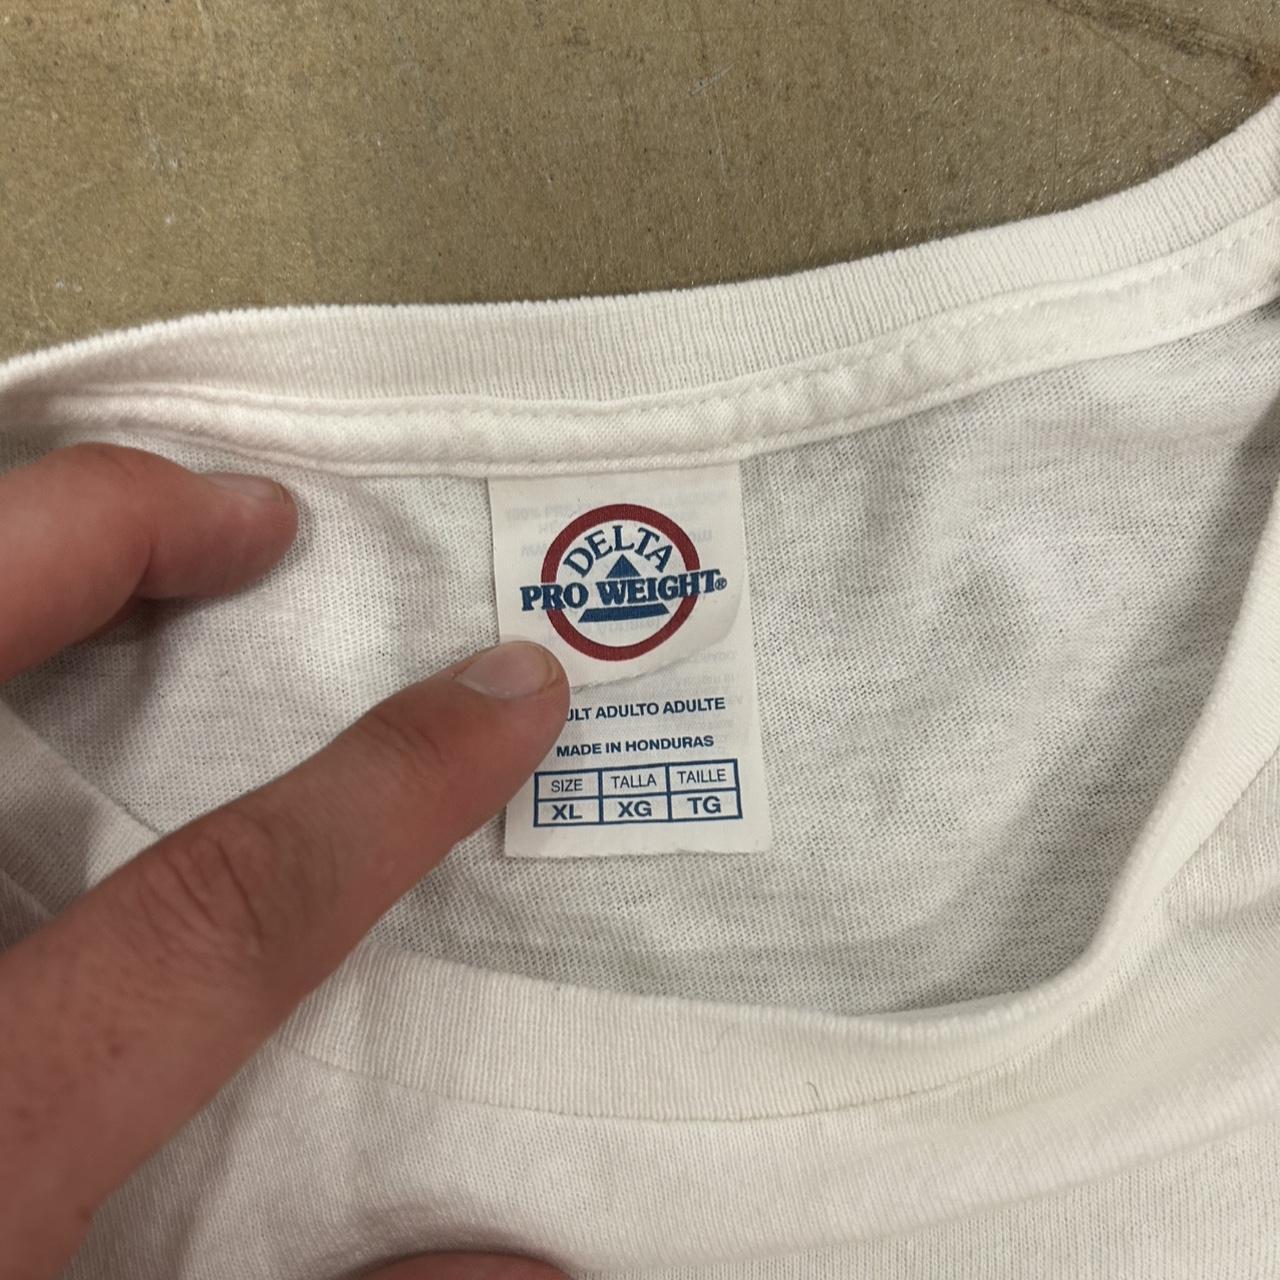 DELTA
PRO WEIGHT®
ULT ADULTO ADULTE
MADE IN HONDURAS
SIZE TALLA TAILLE
XL XG TG